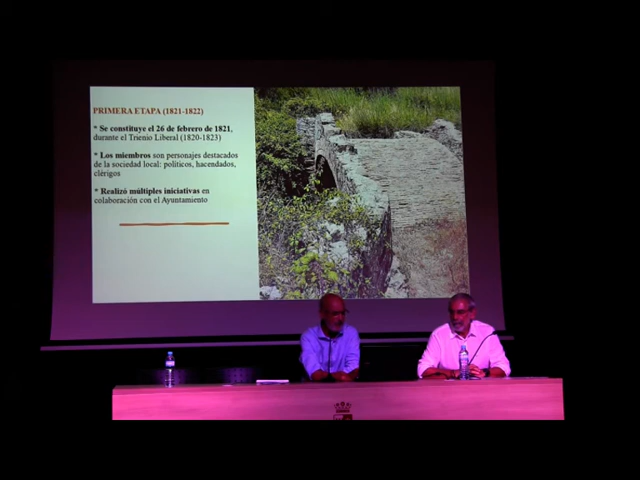 PRIMERA ETAPA (1821-1822)
* Se constituye el 26 de febrero de 1821,
durante el Trienio Liberal (1820-1823)
* Los miembros son personajes destacados
de la sociedad local: políticos, hacendados,
clérigos
* Realizó múltiples iniciativas en
colaboración con el Ayuntamiento